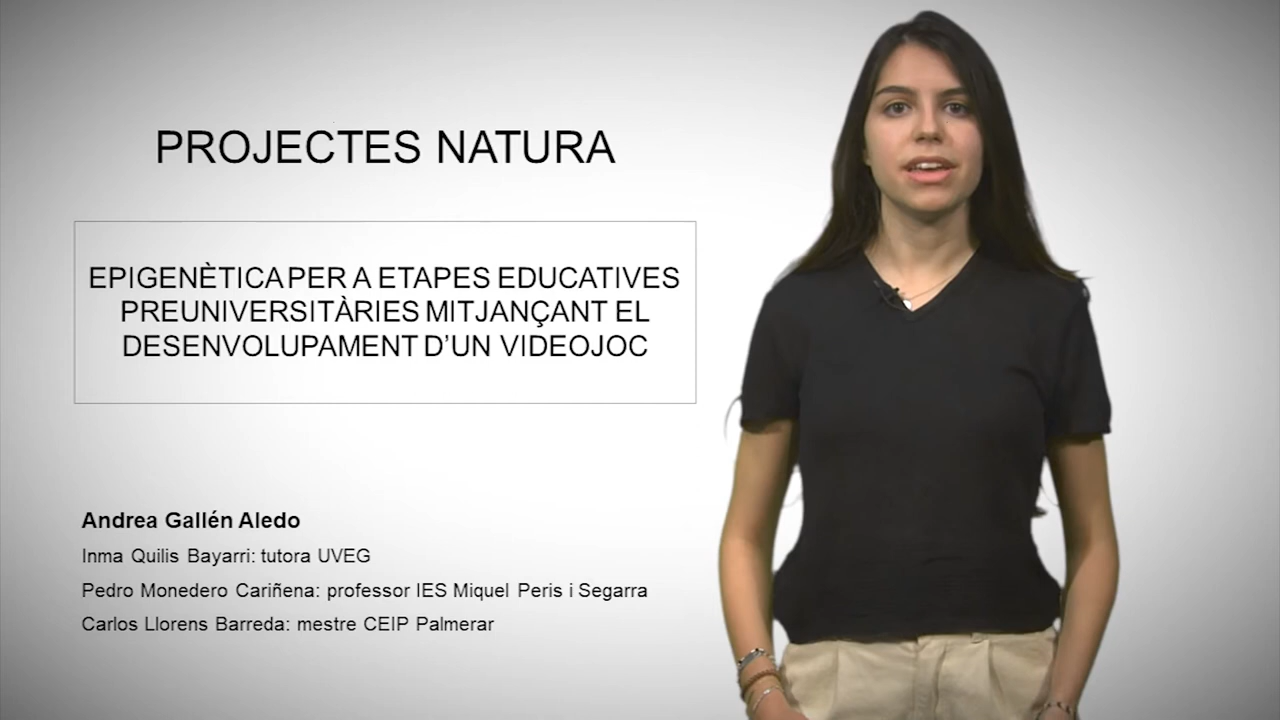 PROJECTES NATURA
EPIGENÈTICA PER A ETAPES EDUCATIVES
PREUNIVERSITÀRIES MITJANÇANT EL
DESENVOLUPAMENT D'UN VIDEOJOC
Andrea Gallén Aledo
Inma Quilis Bayarri: tutora UVEG
Pedro Monedero Cariñena: professor IES Miquel Peris i Segarra
Carlos Llorens Barreda: mestre CEIP Palmerar